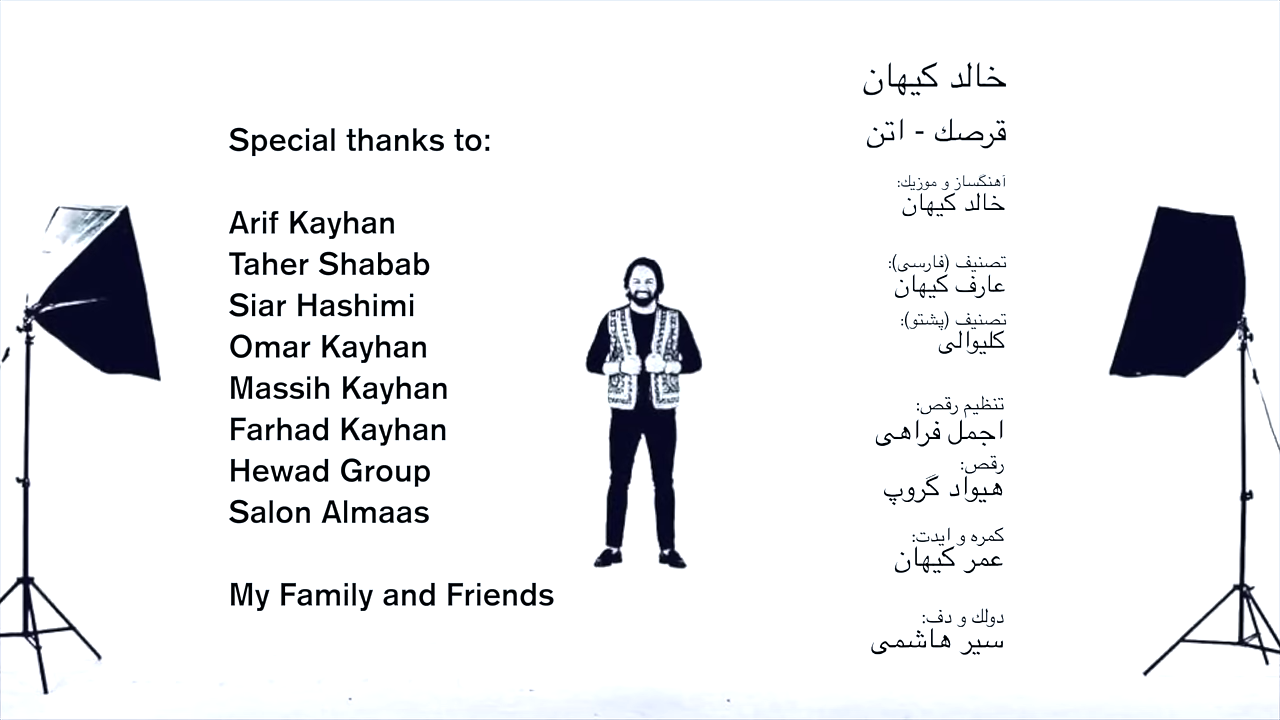 Special thanks to:
Arif Kayhan
Taher Shabab
Siar Hashimi
Omar Kayhan
Massih Kayhan
Farhad Kayhan
Hewad Group
Salon Almaas
My Family and Friends
خالد کیهان
قرصك - اتن
آهنگساز و موزيك:
خالد کیهان
تصنیف (فارسی):
عارف کیهان
تصنیف (پشتو):
کلیوالی
تنظیم رقص:
اجمل فراهی
رقص:
هیواد گروپ
کمره و ایدت:
عمر کیهان
دولك و دف:
سیر هاشمی